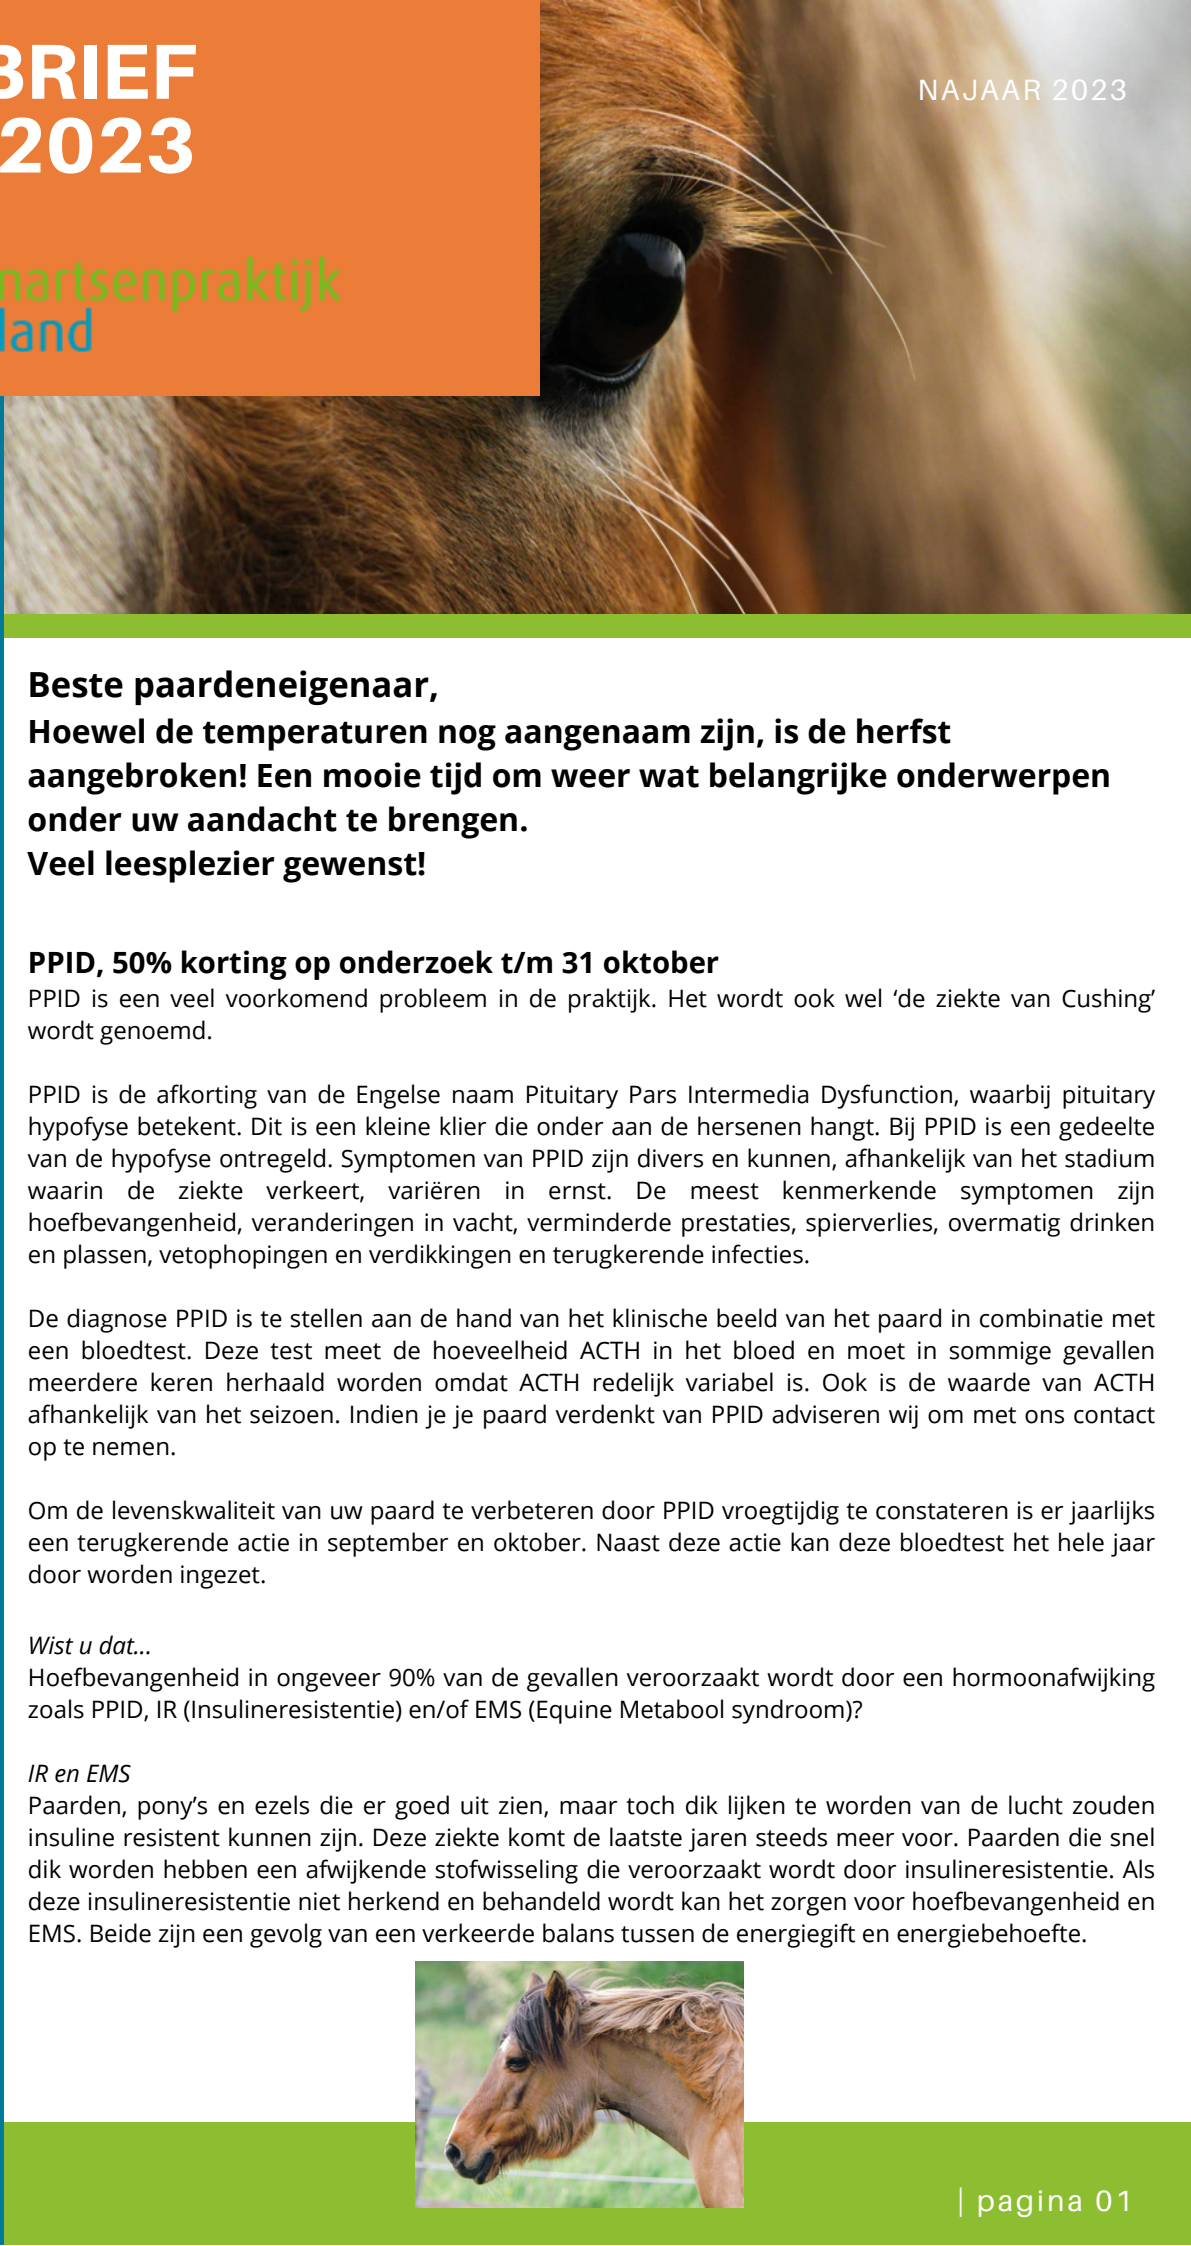 BRIEF
2023
NAJAAR 2023
nartsenpraktijk
land
Beste paardeneigenaar,
Hoewel de temperaturen nog aangenaam zijn, is de herfst
aangebroken! Een mooie tijd om weer wat belangrijke onderwerpen
onder uw aandacht te brengen.
Veel leesplezier gewenst!
PPID, 50% korting op onderzoek t/m 31 oktober
PPID is een veel voorkomend probleem in de praktijk. Het wordt ook wel ‘de ziekte van Cushing’
wordt genoemd.
PPID is de afkorting van de Engelse naam Pituitary Pars Intermedia Dysfunction, waarbij pituitary
hypofyse betekent. Dit is een kleine klier die onder aan de hersenen hangt. Bij PPID is een gedeelte
van de hypofyse ontregeld. Symptomen van PPID zijn divers en kunnen, afhankelijk van het stadium
waarin de ziekte verkeert, variëren in ernst. De meest kenmerkende symptomen zijn
hoefbevangenheid, veranderingen in vacht, verminderde prestaties, spierverlies, overmatig drinken
en plassen, vetophopingen en verdikkingen en terugkerende infecties.
De diagnose PPID is te stellen aan de hand van het klinische beeld van het paard in combinatie met
een bloedtest. Deze test meet de hoeveelheid ACTH in het bloed en moet in sommige gevallen
meerdere keren herhaald worden omdat ACTH redelijk variabel is. Ook is de waarde van ACTH
afhankelijk van het seizoen. Indien je je paard verdenkt van PPID adviseren wij om met ons contact
op te nemen.
Om de levenskwaliteit van uw paard te verbeteren door PPID vroegtijdig te constateren is er jaarlijks
een terugkerende actie in september en oktober. Naast deze actie kan deze bloedtest het hele jaar
door worden ingezet.
Wist u dat...
Hoefbevangenheid in ongeveer 90% van de gevallen veroorzaakt wordt door een hormoonafwijking
zoals PPID, IR (Insulineresistentie) en/of EMS (Equine Metabool syndroom)?
IR en EMS
Paarden, pony’s en ezels die er goed uit zien, maar toch dik lijken te worden van de lucht zouden
insuline resistent kunnen zijn. Deze ziekte komt de laatste jaren steeds meer voor. Paarden die snel
dik worden hebben een afwijkende stofwisseling die veroorzaakt wordt door insulineresistentie. Als
deze insulineresistentie niet herkend en behandeld wordt kan het zorgen voor hoefbevangenheid en
EMS. Beide zijn een gevolg van een verkeerde balans tussen de energiegift en energiebehoefte.
| pagina 01